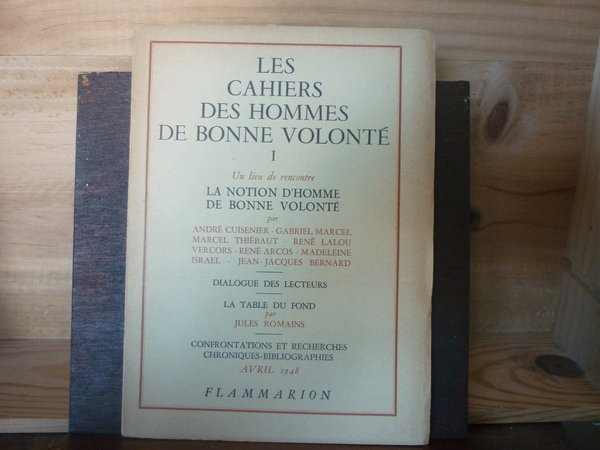 LES
CAHIERS
DES HOMMES
DE BONNE VOLONTÉ
I
Un lieu de rencontre
LA NOTION D'HOMME
DE BONNE VOLONTÉ
par
ANDRÉ CUISENIER - GABRIEL MARCEL
MARCEL THIÉBAUT - RENÉ LALOU
VERCORS - RENÉ ARCOS - MADELEINE
ISRAEL - JEAN-JACQUES BERNARD
DIALOGUE DES LECTEURS
LA TABLE DU FOND
par
JULES ROMAINS
CONFRONTATIONS ET RECHERCHES
CHRONIQUES-BIBLIOGRAPHIES
AVRIL 1948
FLAMMARION